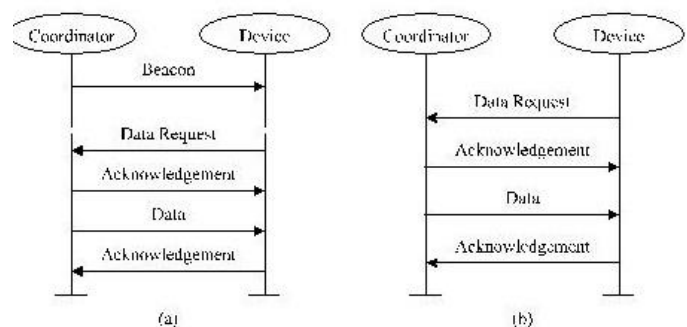 Coordinator
Device
Beacon
Data Request
Acknowledgement
Data
Acknowledgement
(a)
Coordinator
Device
Data Request
Acknowledgement
Data
Acknowledgement
(b)